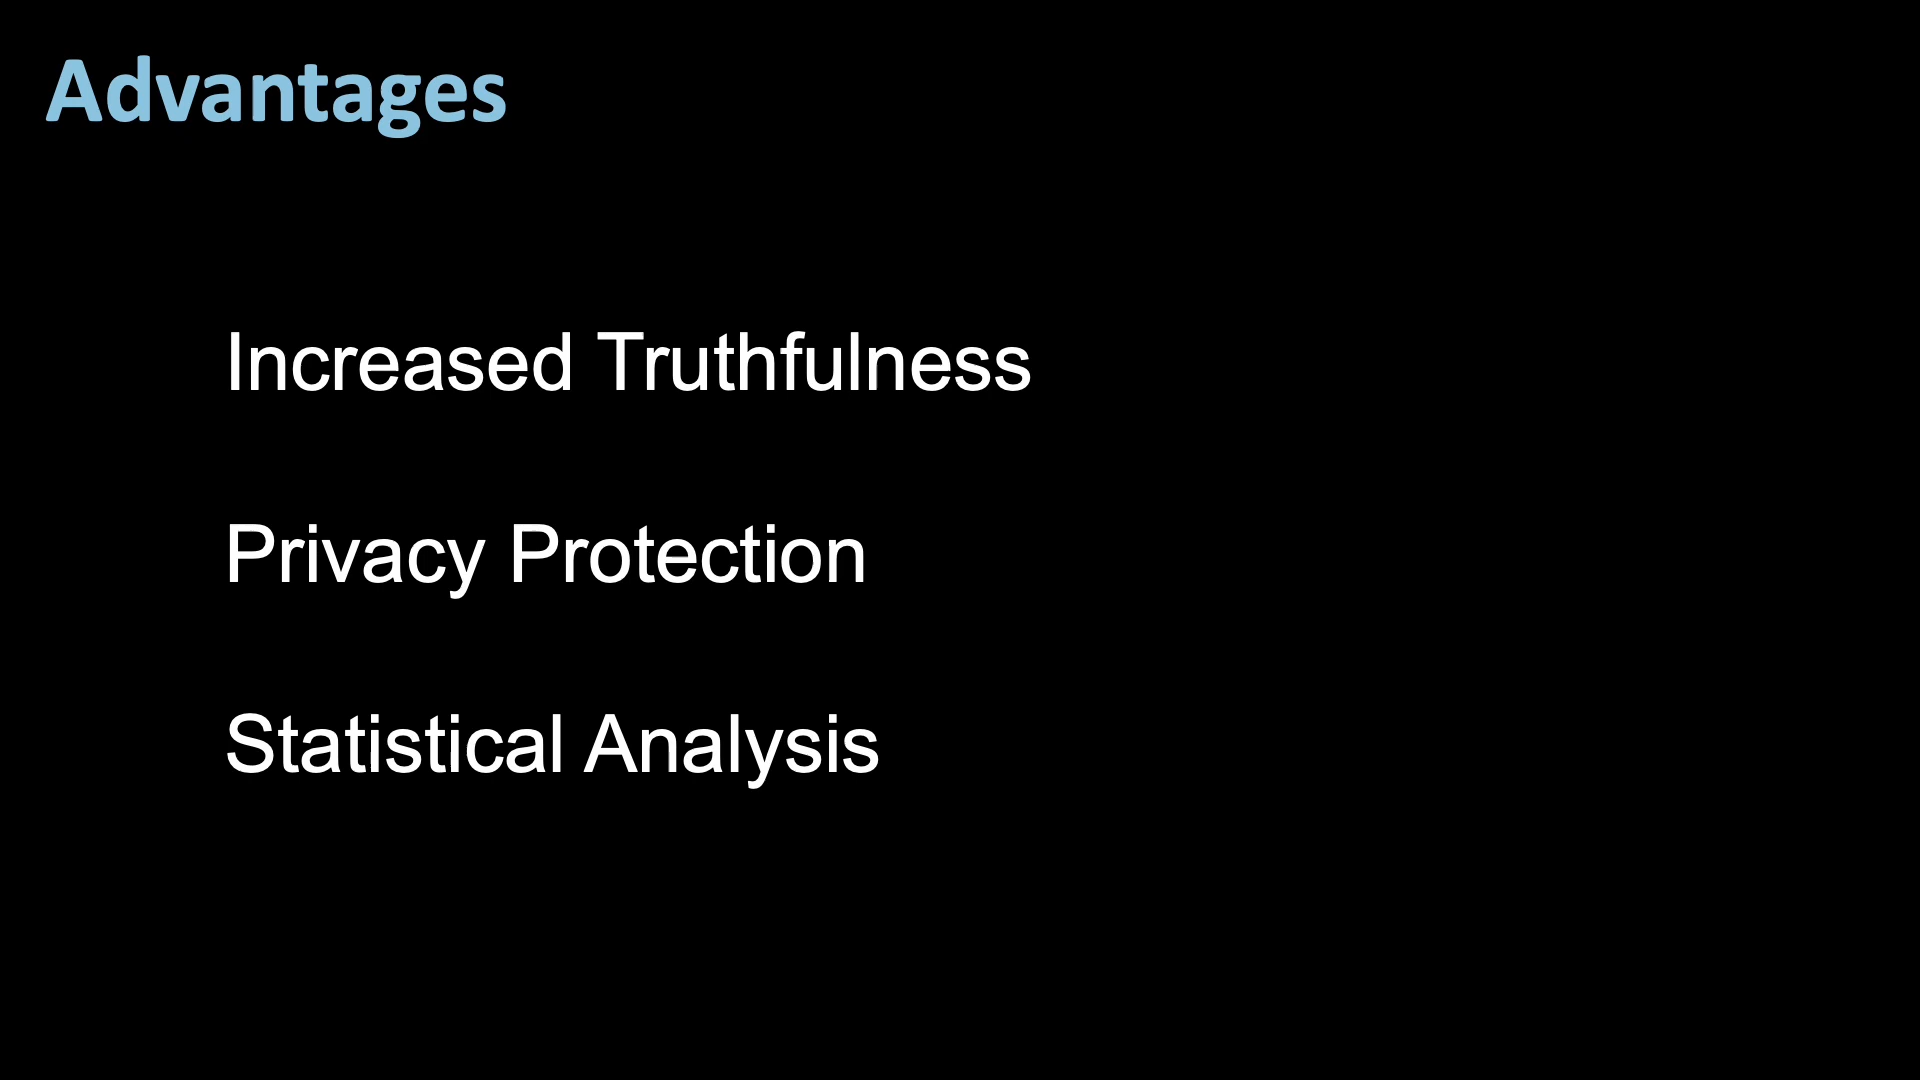 Advantages
Increased Truthfulness
Privacy Protection
Statistical Analysis